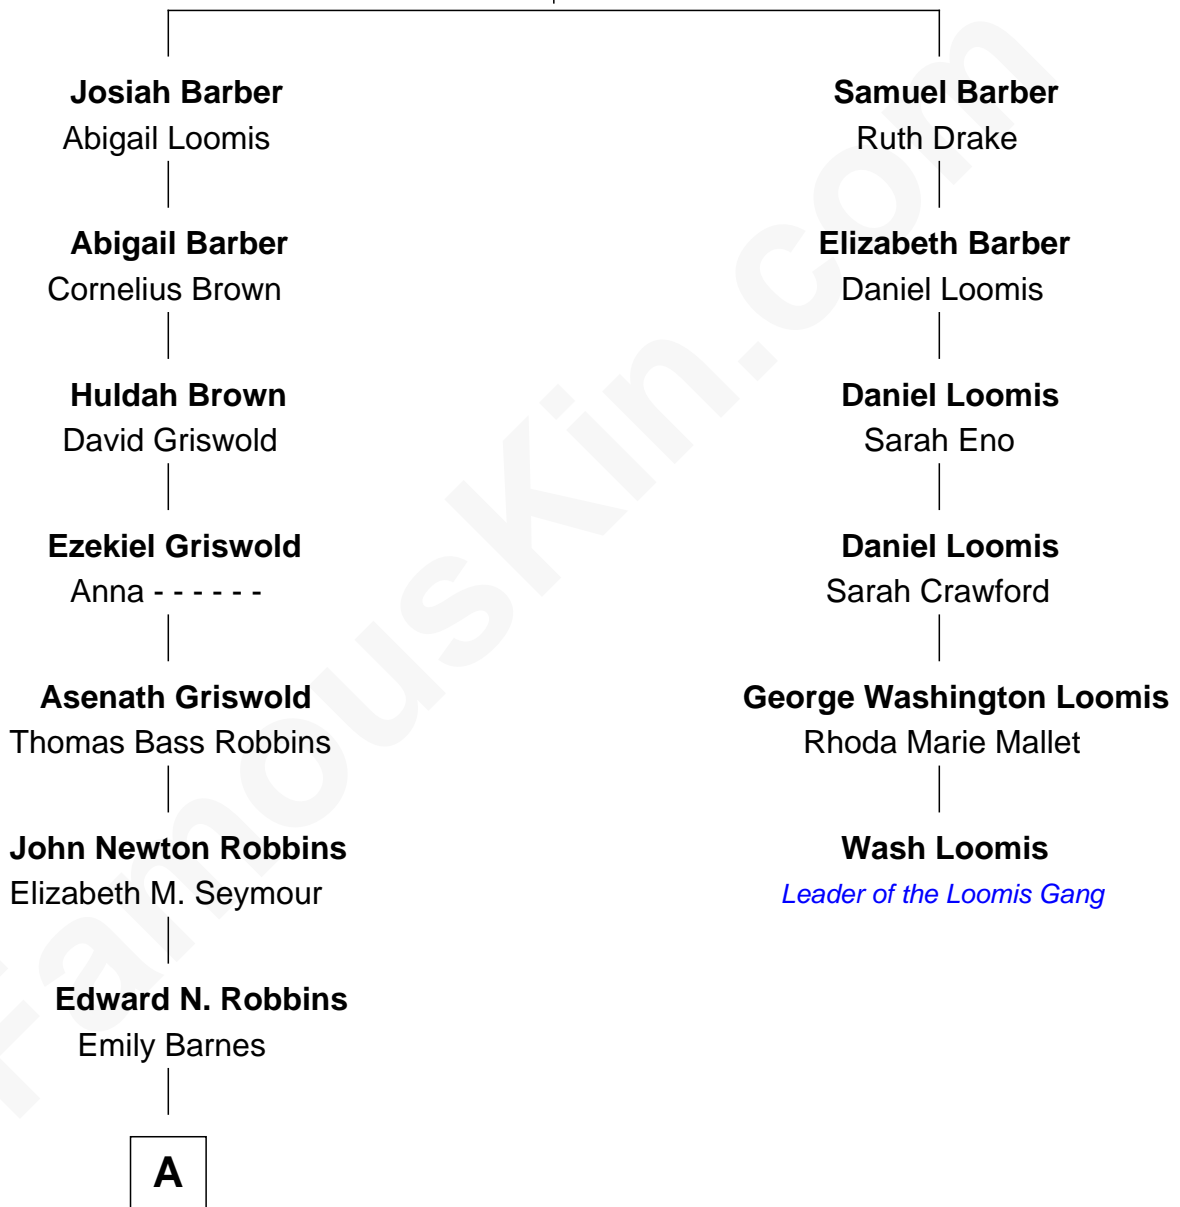 Josiah Barber
Abigail Loomis
Abigail Barber
Cornelius Brown
Huldah Brown
David Griswold
Ezekiel Griswold
Anna - - - - - -
Asenath Griswold
Thomas Bass Robbins
John Newton Robbins
Elizabeth M. Seymour
Edward N. Robbins
Emily Barnes
A
Samuel Barber
Ruth Drake
Elizabeth Barber
Daniel Loomis
Daniel Loomis
Sarah Eno
Daniel Loomis
Sarah Crawford
George Washington Loomis
Rhoda Marie Mallet
Wash Loomis
Leader of the Loomis Gang
FamousKin.com